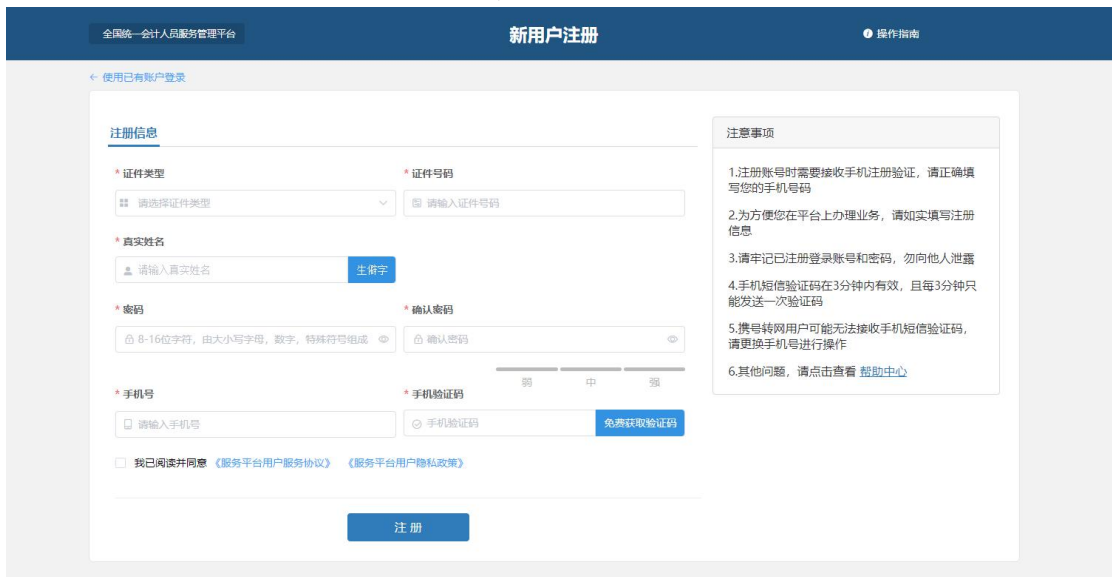 全国统一会计人员服务管理平台
新用户注册
操作指南
← 使用已有账户登录
注册信息
* 证件类型
* 证件号码
请选择证件类型
请输入证件号码
* 真实姓名
请输入真实姓名
生僻字
* 密码
* 确认密码
8-16位字符，由大小写字母，数字，特殊符号组成
确认密码
弱 中 强
* 手机号
* 手机验证码
请输入手机号
手机验证码
免费获取验证码
我已阅读并同意 《服务平台用户服务协议》 《服务平台用户隐私政策》
注 册
注意事项
1.注册账号时需要接收手机注册验证，请正确填
写您的手机号码
2.为方便您在平台上办理业务，请如实填写注册
信息
3.请牢记已注册登录账号和密码，勿向他人泄露
4.手机短信验证码在3分钟内有效，且每3分钟只
能发送一次验证码
5.携号转网用户可能无法接收手机短信验证码，
请更换手机号进行操作
6.其他问题，请点击查看 帮助中心